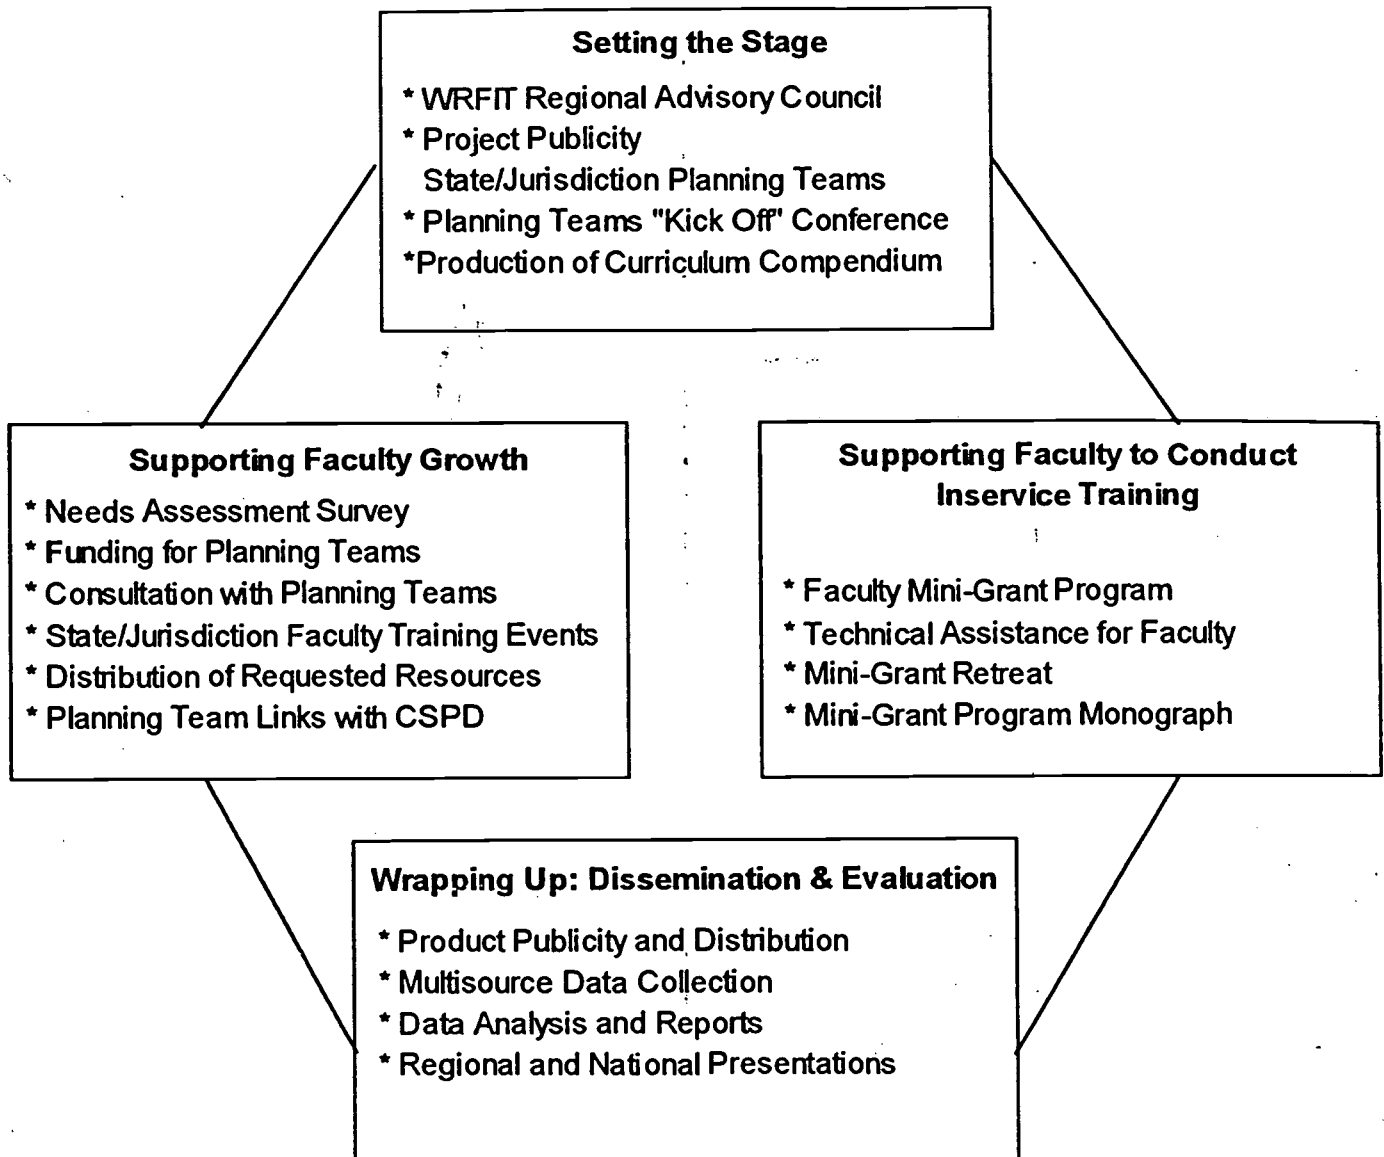 Setting the Stage
* WRFIT Regional Advisory Council
* Project Publicity
State/Jurisdiction Planning Teams
* Planning Teams "Kick Off" Conference
*Production of Curriculum Compendium
Supporting Faculty Growth
* Needs Assessment Survey
* Funding for Planning Teams
* Consultation with Planning Teams
* State/Jurisdiction Faculty Training Events
* Distribution of Requested Resources
* Planning Team Links with CSPD
Supporting Faculty to Conduct
Inservice Training
* Faculty Mini-Grant Program
* Technical Assistance for Faculty
* Mini-Grant Retreat
* Mini-Grant Program Monograph
Wrapping Up: Dissemination & Evaluation
* Product Publicity and Distribution
* Multisource Data Collection
* Data Analysis and Reports
* Regional and National Presentations